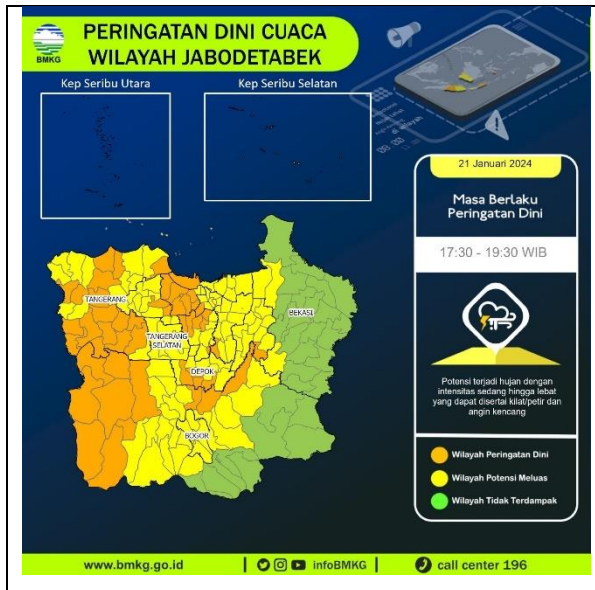 BMKG
PERINGATAN DINI CUACA
WILAYAH JABODETABEK
Kep Seribu Utara
Kep Seribu Selatan
21 Januari 2024
Masa Berlaku
Peringatan Dini
17:30 - 19:30 WIB
TANGERANG
BEKASI
TANGERANG
SELATAN
DEPOK
BOGOR
Potensi terjadi hujan dengan
intensitas sedang hingga lebat
yang dapat disertai kilat/petir dan
angin kencang
Wilayah Peringatan Dini
Wilayah Potensi Meluas
Wilayah Tidak Terdampak
www.bmkg.go.id
infoBMKG
call center 196